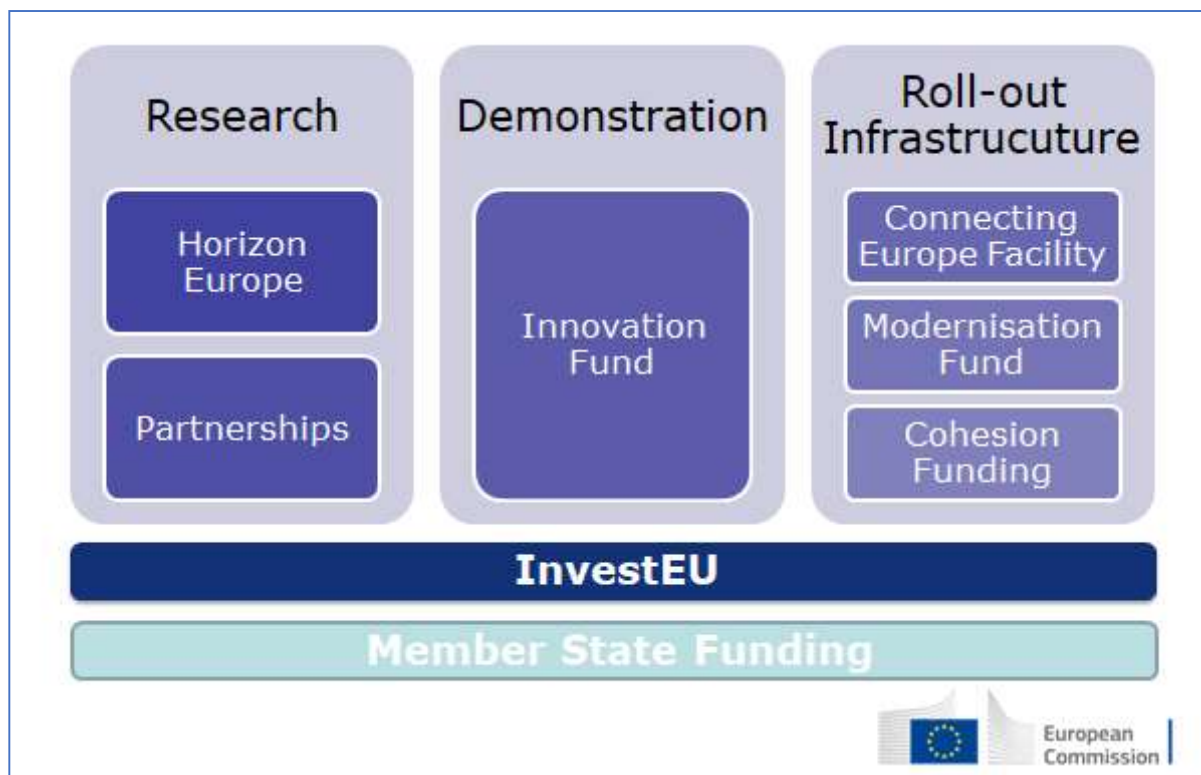 Research
Horizon
Europe
Partnerships
Demonstration
Innovation
Fund
Roll-out
Infrastrucuture
Connecting
Europe Facility
Modernisation
Fund
Cohesion
Funding
InvestEU
Member State Funding
European
Commission